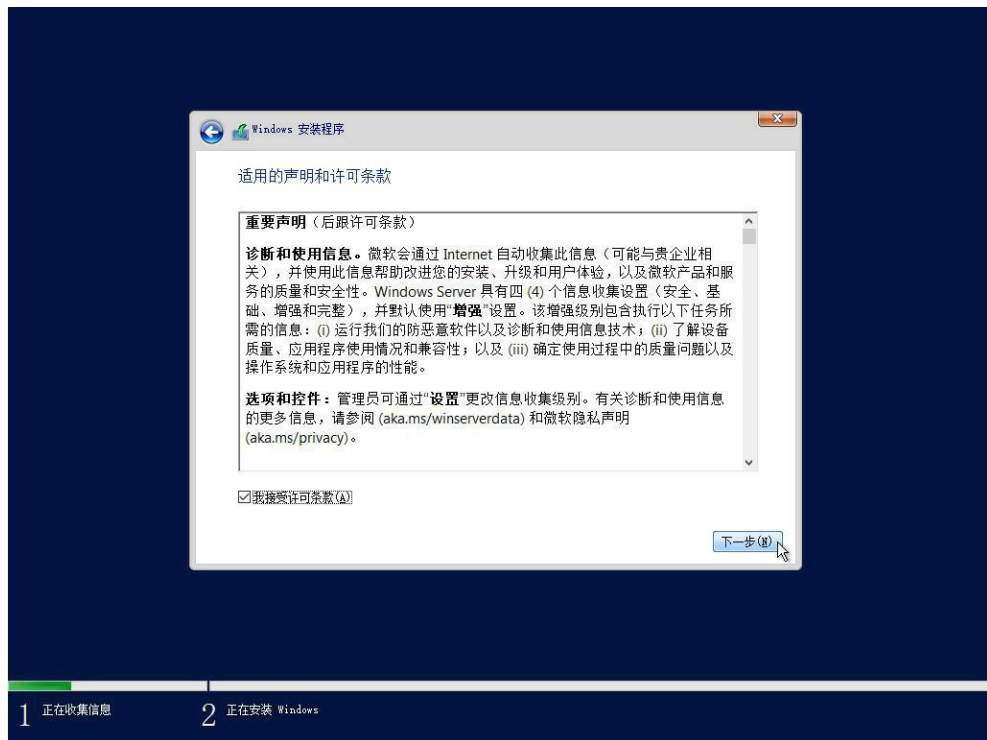 Windows 安装程序
适用的声明和许可条款
重要声明（后跟许可条款）
诊断和使用信息。微软会通过 Internet 自动收集此信息（可能与贵企业相
关），并使用此信息帮助改进您的安装、升级和用户体验，以及微软产品和服
务的质量和安全性。Windows Server 具有四 (4) 个信息收集设置（安全、基
础、增强和完整），并默认使用“增强”设置。该增强级别包含执行以下任务所
需的信息：(i) 运行我们的防恶意软件以及诊断和使用信息技术；(ii) 了解设备
质量、应用程序使用情况和兼容性；以及 (iii) 确定使用过程中的质量问题以及
操作系统和应用程序的性能。
选项和控件：管理员可通过“设置”更改信息收集级别。有关诊断和使用信息
的更多信息，请参阅 (aka.ms/winserverdata) 和微软隐私声明
(aka.ms/privacy)。
我接受许可条款(A)
下一步(N)
1 正在收集信息
2 正在安装 Windows